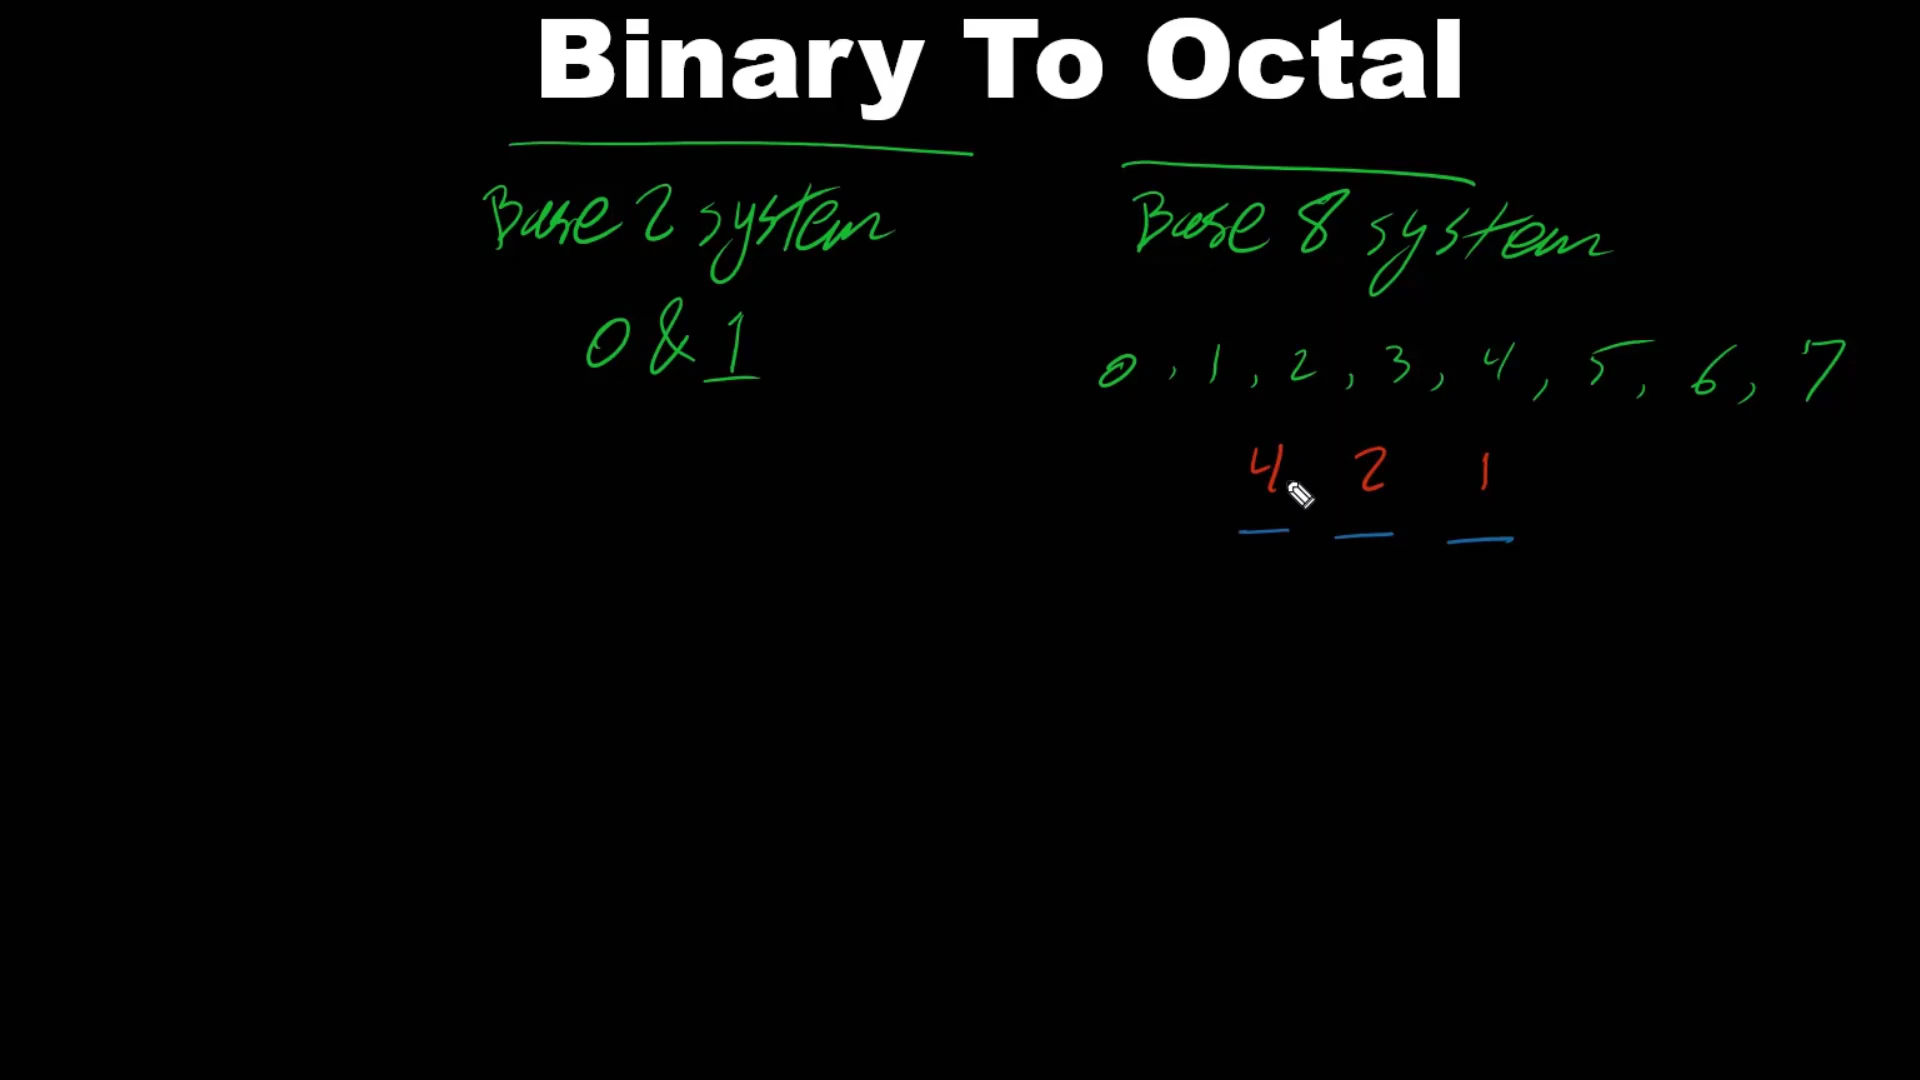 Binary To Octal
Base 2 system
Base 8 system
0 & 1
0, 1, 2, 3, 4, 5, 6, 7
4 2 1